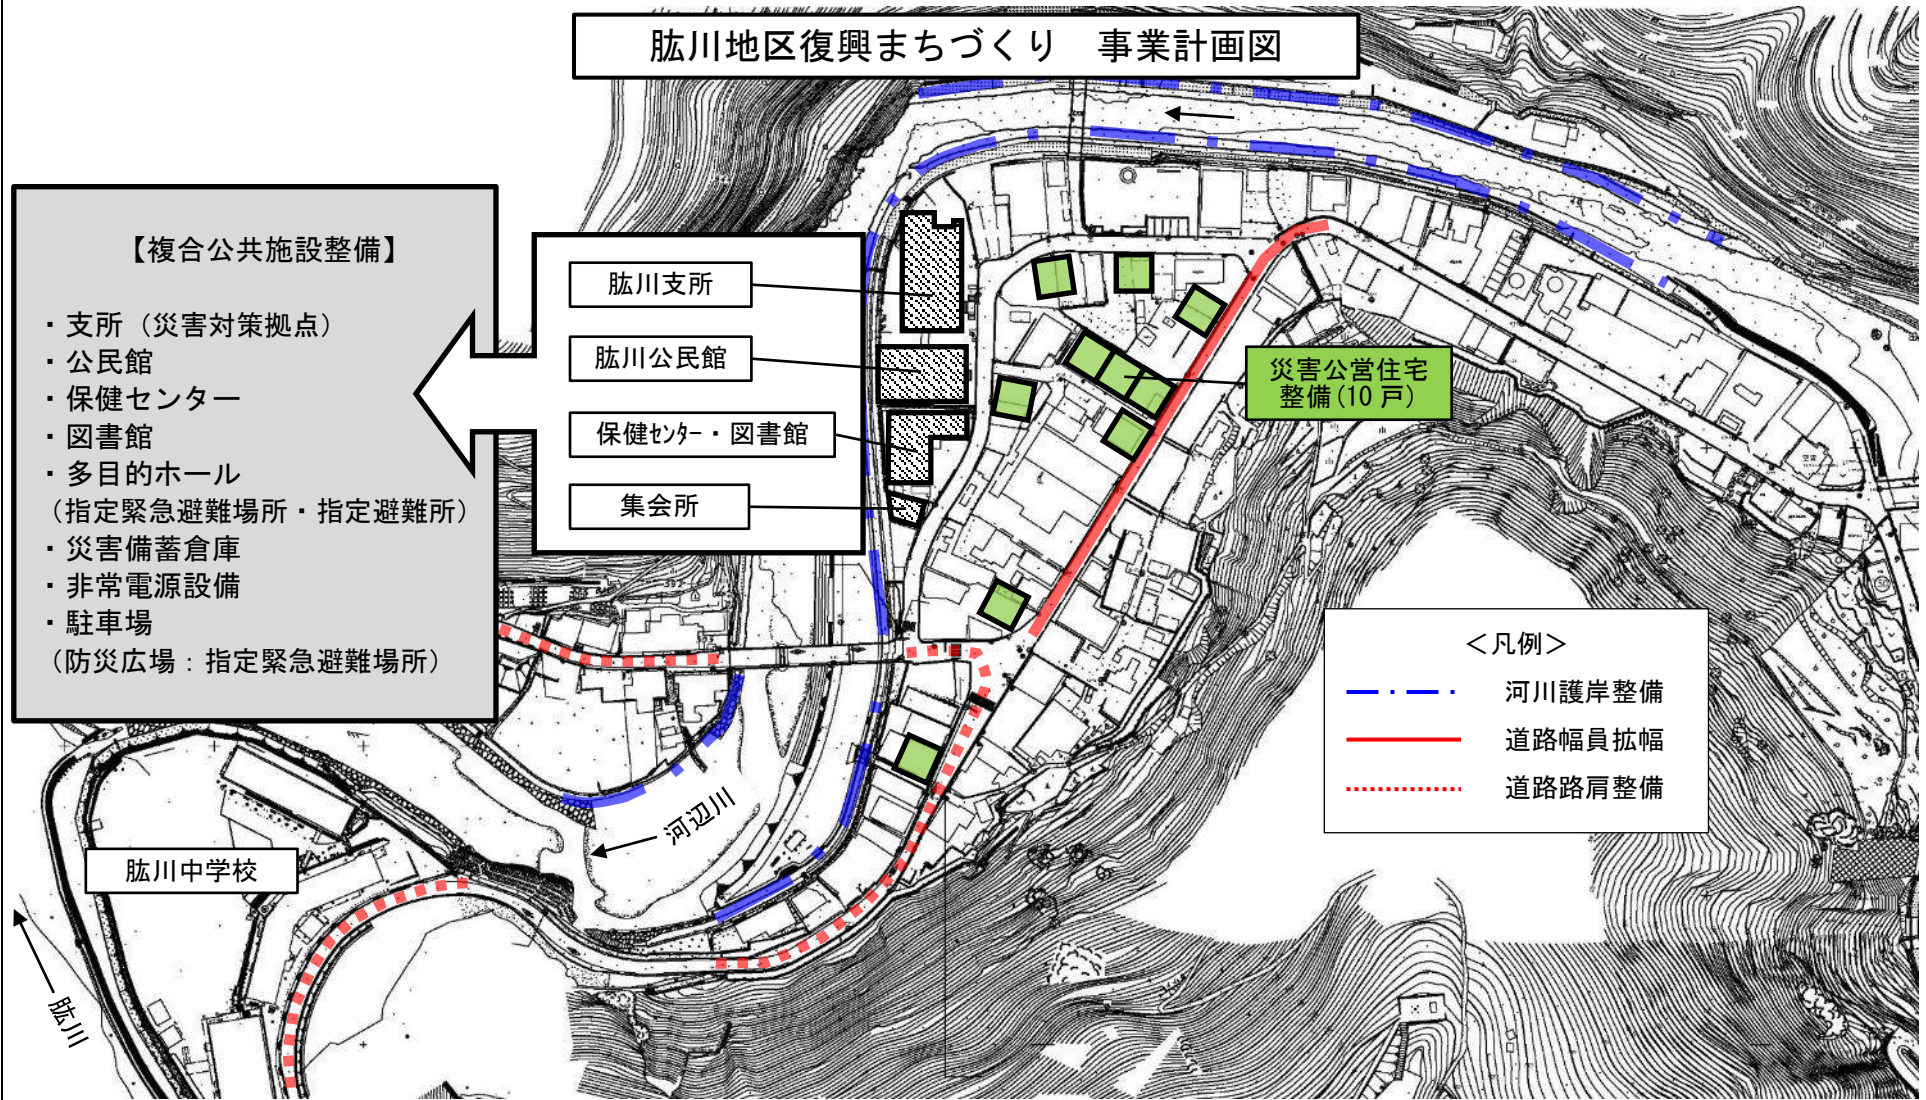 肱川地区復興まちづくり　事業計画図
【複合公共施設整備】
・支所（災害対策拠点）
・公民館
・保健センター
・図書館
・多目的ホール
（指定緊急避難場所・指定避難所）
・災害備蓄倉庫
・非常電源設備
・駐車場
（防災広場：指定緊急避難場所）
肱川支所
肱川公民館
保健ｾﾝﾀｰ・図書館
集会所
災害公営住宅
整備(10戸)
＜凡例＞
河川護岸整備
道路幅員拡幅
道路路肩整備
河辺川
肱川中学校
肱川